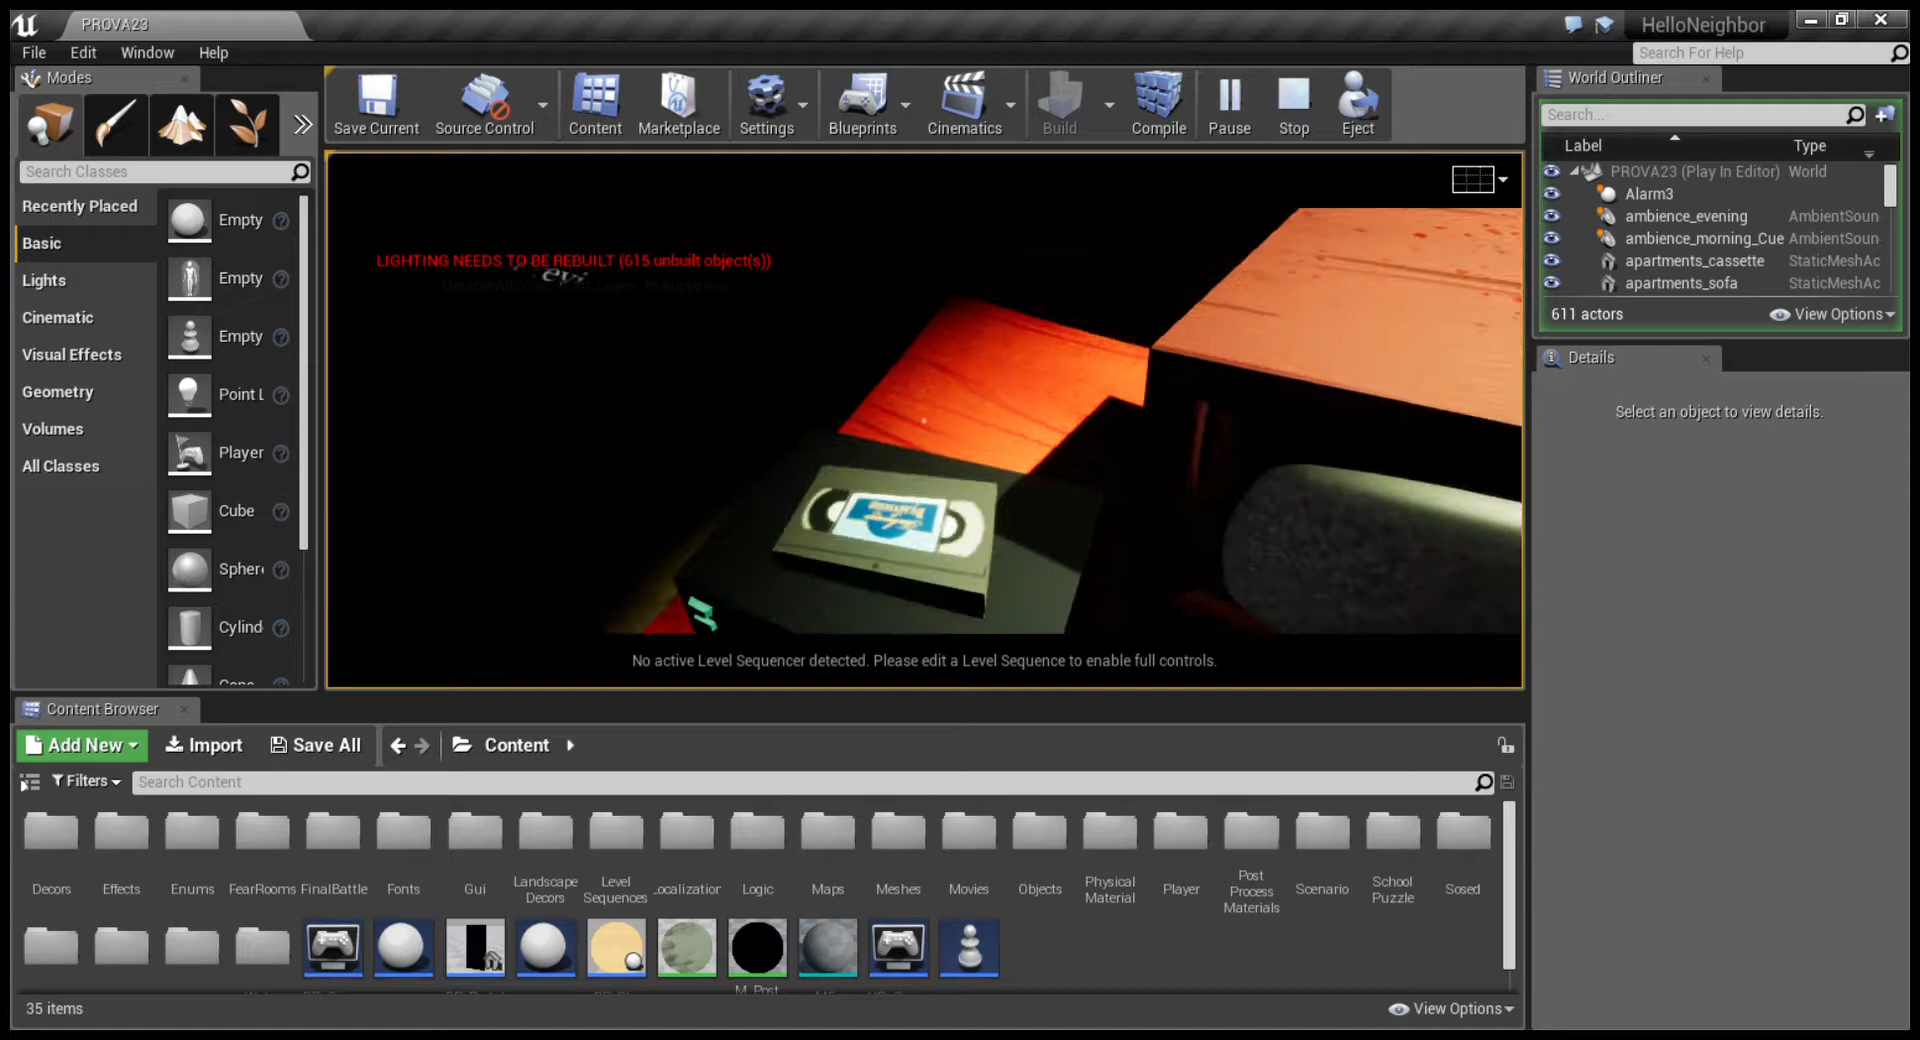 PROVA23
HelloNeighbor
File Edit Window Help
Search For Help
Modes
Save Current
Source Control
Content
Marketplace
Settings
Blueprints
Cinematics
Build
Compile
Pause
Stop
Eject
World Outliner
Search...
Label Type
PROVA23 (Play In Editor) World
Alarm3
ambience_evening AmbientSoun
ambience_morning_Cue AmbientSoun
apartments_cassette StaticMeshAc
apartments_sofa StaticMeshAc
611 actors View Options
Details
Select an object to view details.
Search Classes
Recently Placed
Basic
Lights
Cinematic
Visual Effects
Geometry
Volumes
All Classes
Empty
Empty
Empty
Point L
Player
Cube
Sphere
Cylind
LIGHTING NEEDS TO BE REBUILT (615 unbuilt object(s))
No active Level Sequencer detected. Please edit a Level Sequence to enable full controls.
Content Browser
Add New Import Save All Content
Filters Search Content
Decors
Effects
Enums
FearRooms
FinalBattle
Fonts
Gui
Landscape Decors
Level Sequences
Localization
Logic
Maps
Meshes
Movies
Objects
Physical Material
Player
Post Process Materials
Scenario
School Puzzle
Sosed
M_Post
35 items View Options